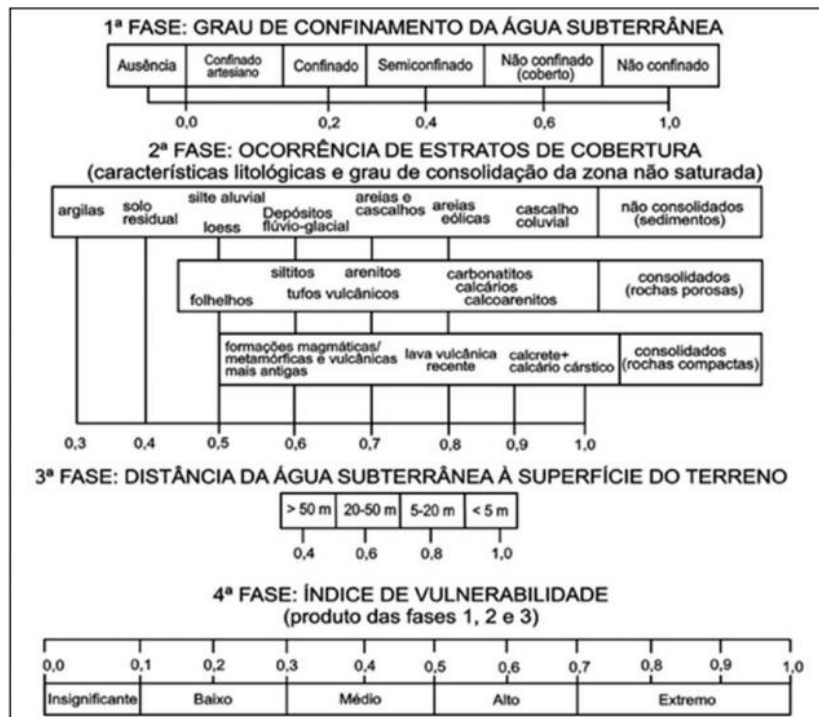 1ª FASE: GRAU DE CONFINAMENTO DA ÁGUA SUBTERRÂNEA
Ausência
Confinado
artesiano
Confinado
Semiconfinado
Não confinado
(coberto)
Não confinado
0,0 0,2 0,4 0,6 1,0
2ª FASE: OCORRÊNCIA DE ESTRATOS DE COBERTURA
(características litológicas e grau de consolidação da zona não saturada)
argilas
solo
residual
silte aluvial
loess
Depósitos
flúvio-glacial
areias e
cascalhos
areias
eólicas
cascalho
coluvial
não consolidados
(sedimentos)
folhelhos
siltitos
arenitos
tufos vulcânicos
carbonatitos
calcários
calcoarenitos
consolidados
(rochas porosas)
formações magmáticas/
metamórficas e vulcânicas
mais antigas
lava vulcânica
recente
calcrete+
calcário cárstico
consolidados
(rochas compactas)
0,3 0,4 0,5 0,6 0,7 0,8 0,9 1,0
3ª FASE: DISTÂNCIA DA ÁGUA SUBTERRÂNEA À SUPERFÍCIE DO TERRENO
> 50 m 20-50 m 5-20 m < 5 m
0,4 0,6 0,8 1,0
4ª FASE: ÍNDICE DE VULNERABILIDADE
(produto das fases 1, 2 e 3)
0,0 0,1 0,2 0,3 0,4 0,5 0,6 0,7 0,8 0,9 1,0
Insignificante Baixo Médio Alto Extremo